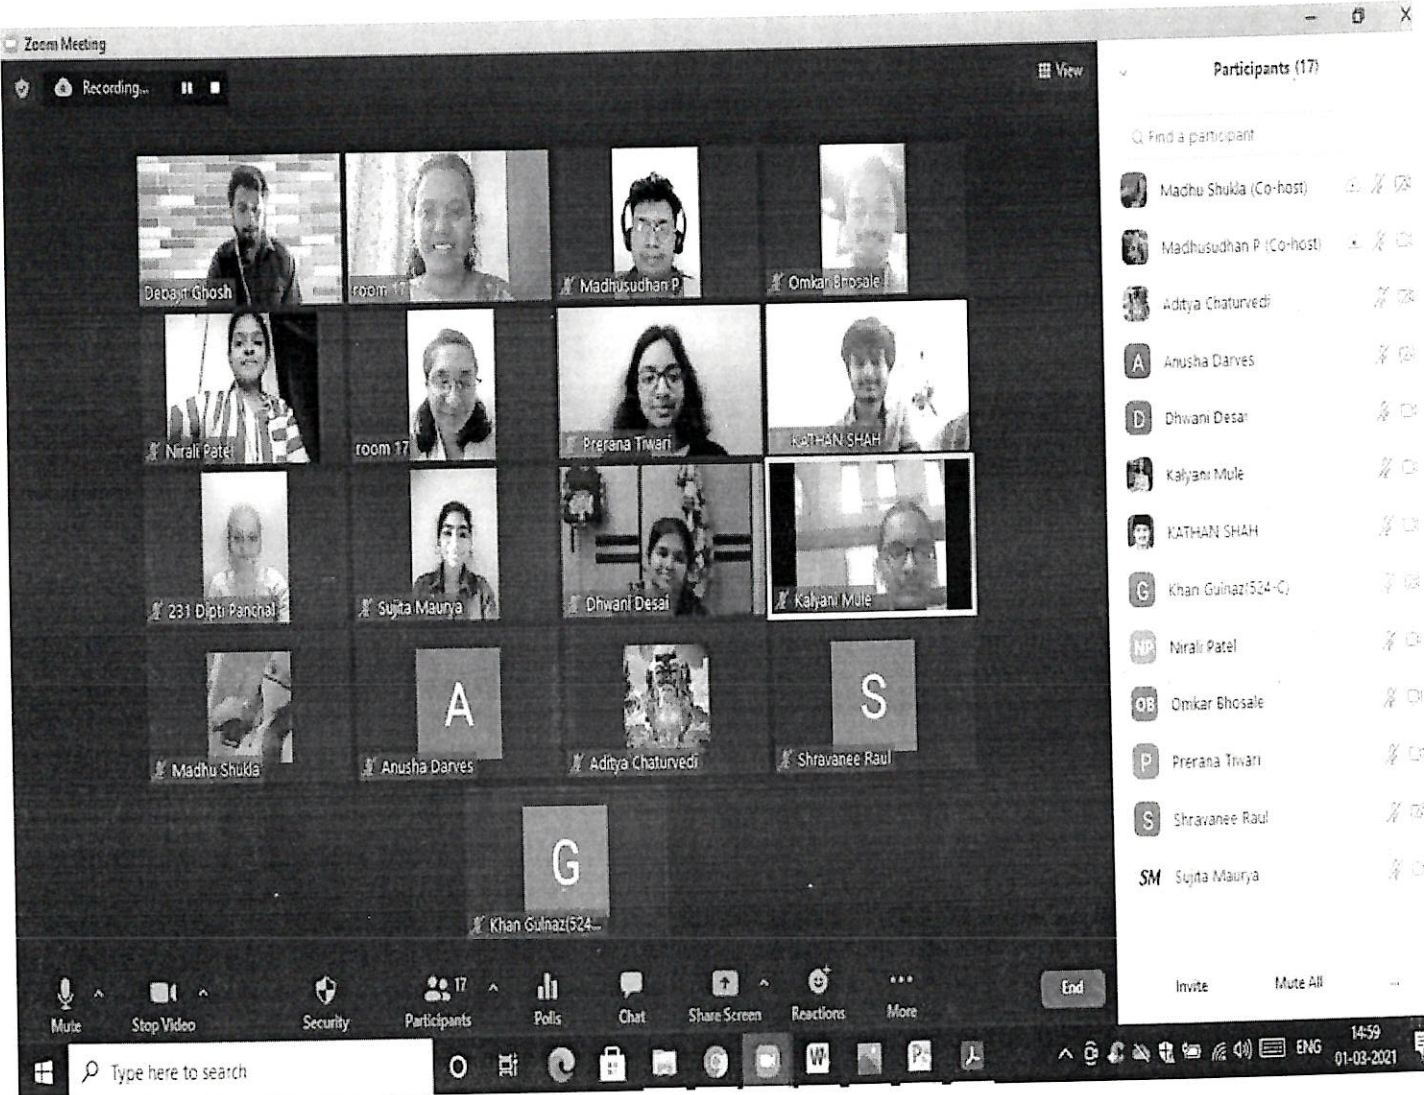 Zoom Meeting
Recording...
View
Debajit Ghosh
room 17
Madhusudhan P
Omkar Bhosale
Nirali Patel
room 17
Prerana Tiwari
KATHAN SHAH
231 Dipti Panchal
Sujita Maurya
Dhwani Desai
Kalyani Mule
Madhu Shukla
A
Anusha Darves
Aditya Chaturvedi
S
Shravanee Raul
G
Khan Gulnaz(524...
Participants (17)
Find a participant
Madhu Shukla (Co-host)
Madhusudhan P (Co-host)
Aditya Chaturvedi
A Anusha Darves
D Dhwani Desai
Kalyani Mule
KATHAN SHAH
G Khan Gulnaz(524-C)
NP Nirali Patel
OB Omkar Bhosale
P Prerana Tiwari
S Shravanee Raul
SM Sujita Maurya
Invite Mute All ...
17
Mute Stop Video Security Participants Polls Chat Share Screen Reactions More
End
Type here to search
ENG
14:59
01-03-2021